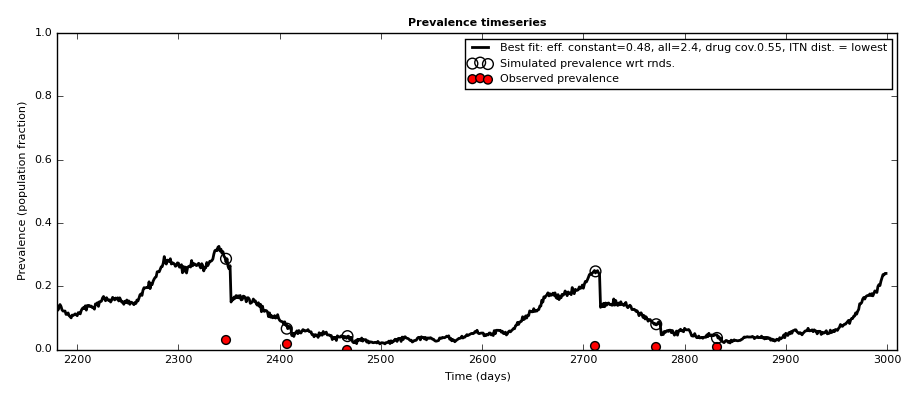 Prevalence timeseries
1.0
Best fit: eff. constant=0.48, all=2.4, drug cov.0.55, ITN dist. = lowest
Simulated prevalence wrt rnds.
Observed prevalence
0.8
0.6
0.4
0.2
0.0
Prevalence (population fraction)
2200 2300 2400 2500 2600 2700 2800 2900 3000
Time (days)